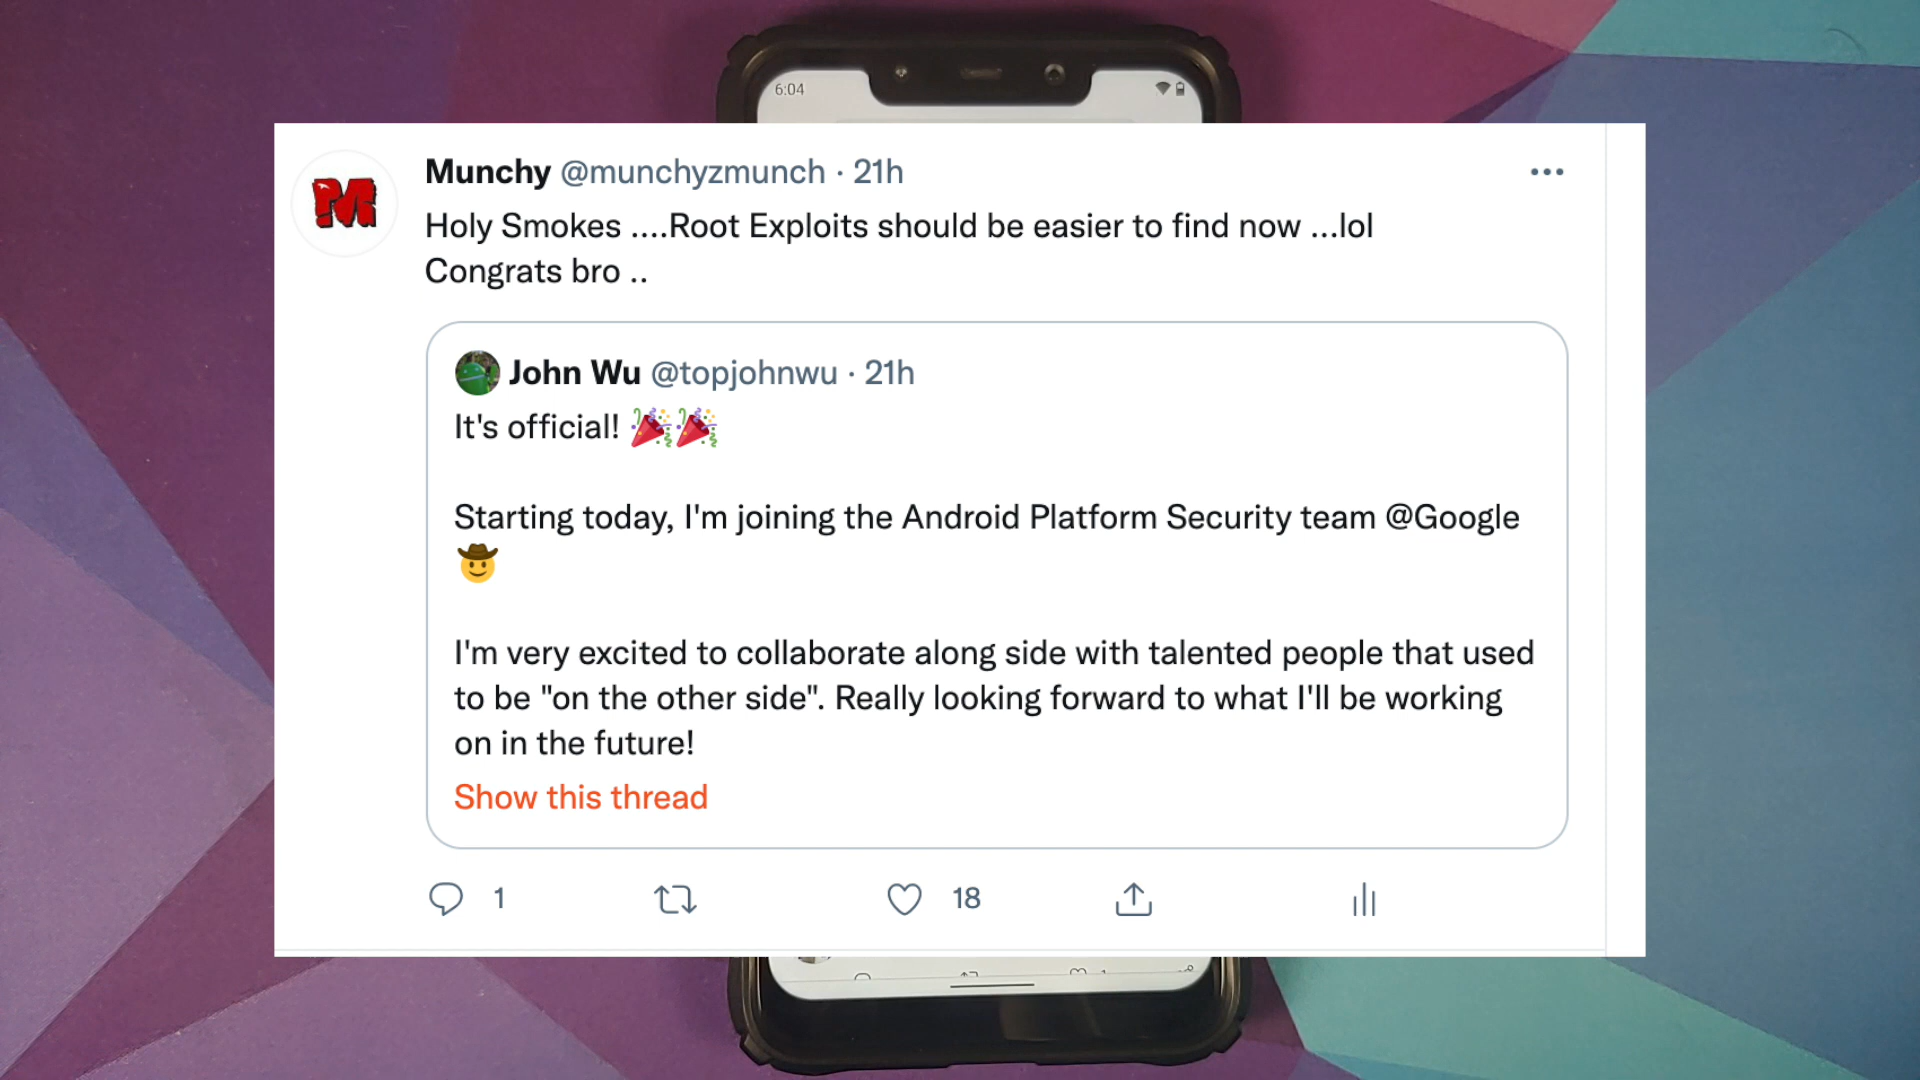 6:04
Munchy @munchyzmunch · 21h
Holy Smokes ....Root Exploits should be easier to find now ...lol
Congrats bro ..
John Wu @topjohnwu · 21h
It's official! 🎉🎉
Starting today, I'm joining the Android Platform Security team @Google
🤠
I'm very excited to collaborate along side with talented people that used
to be "on the other side". Really looking forward to what I'll be working
on in the future!
Show this thread
1 18